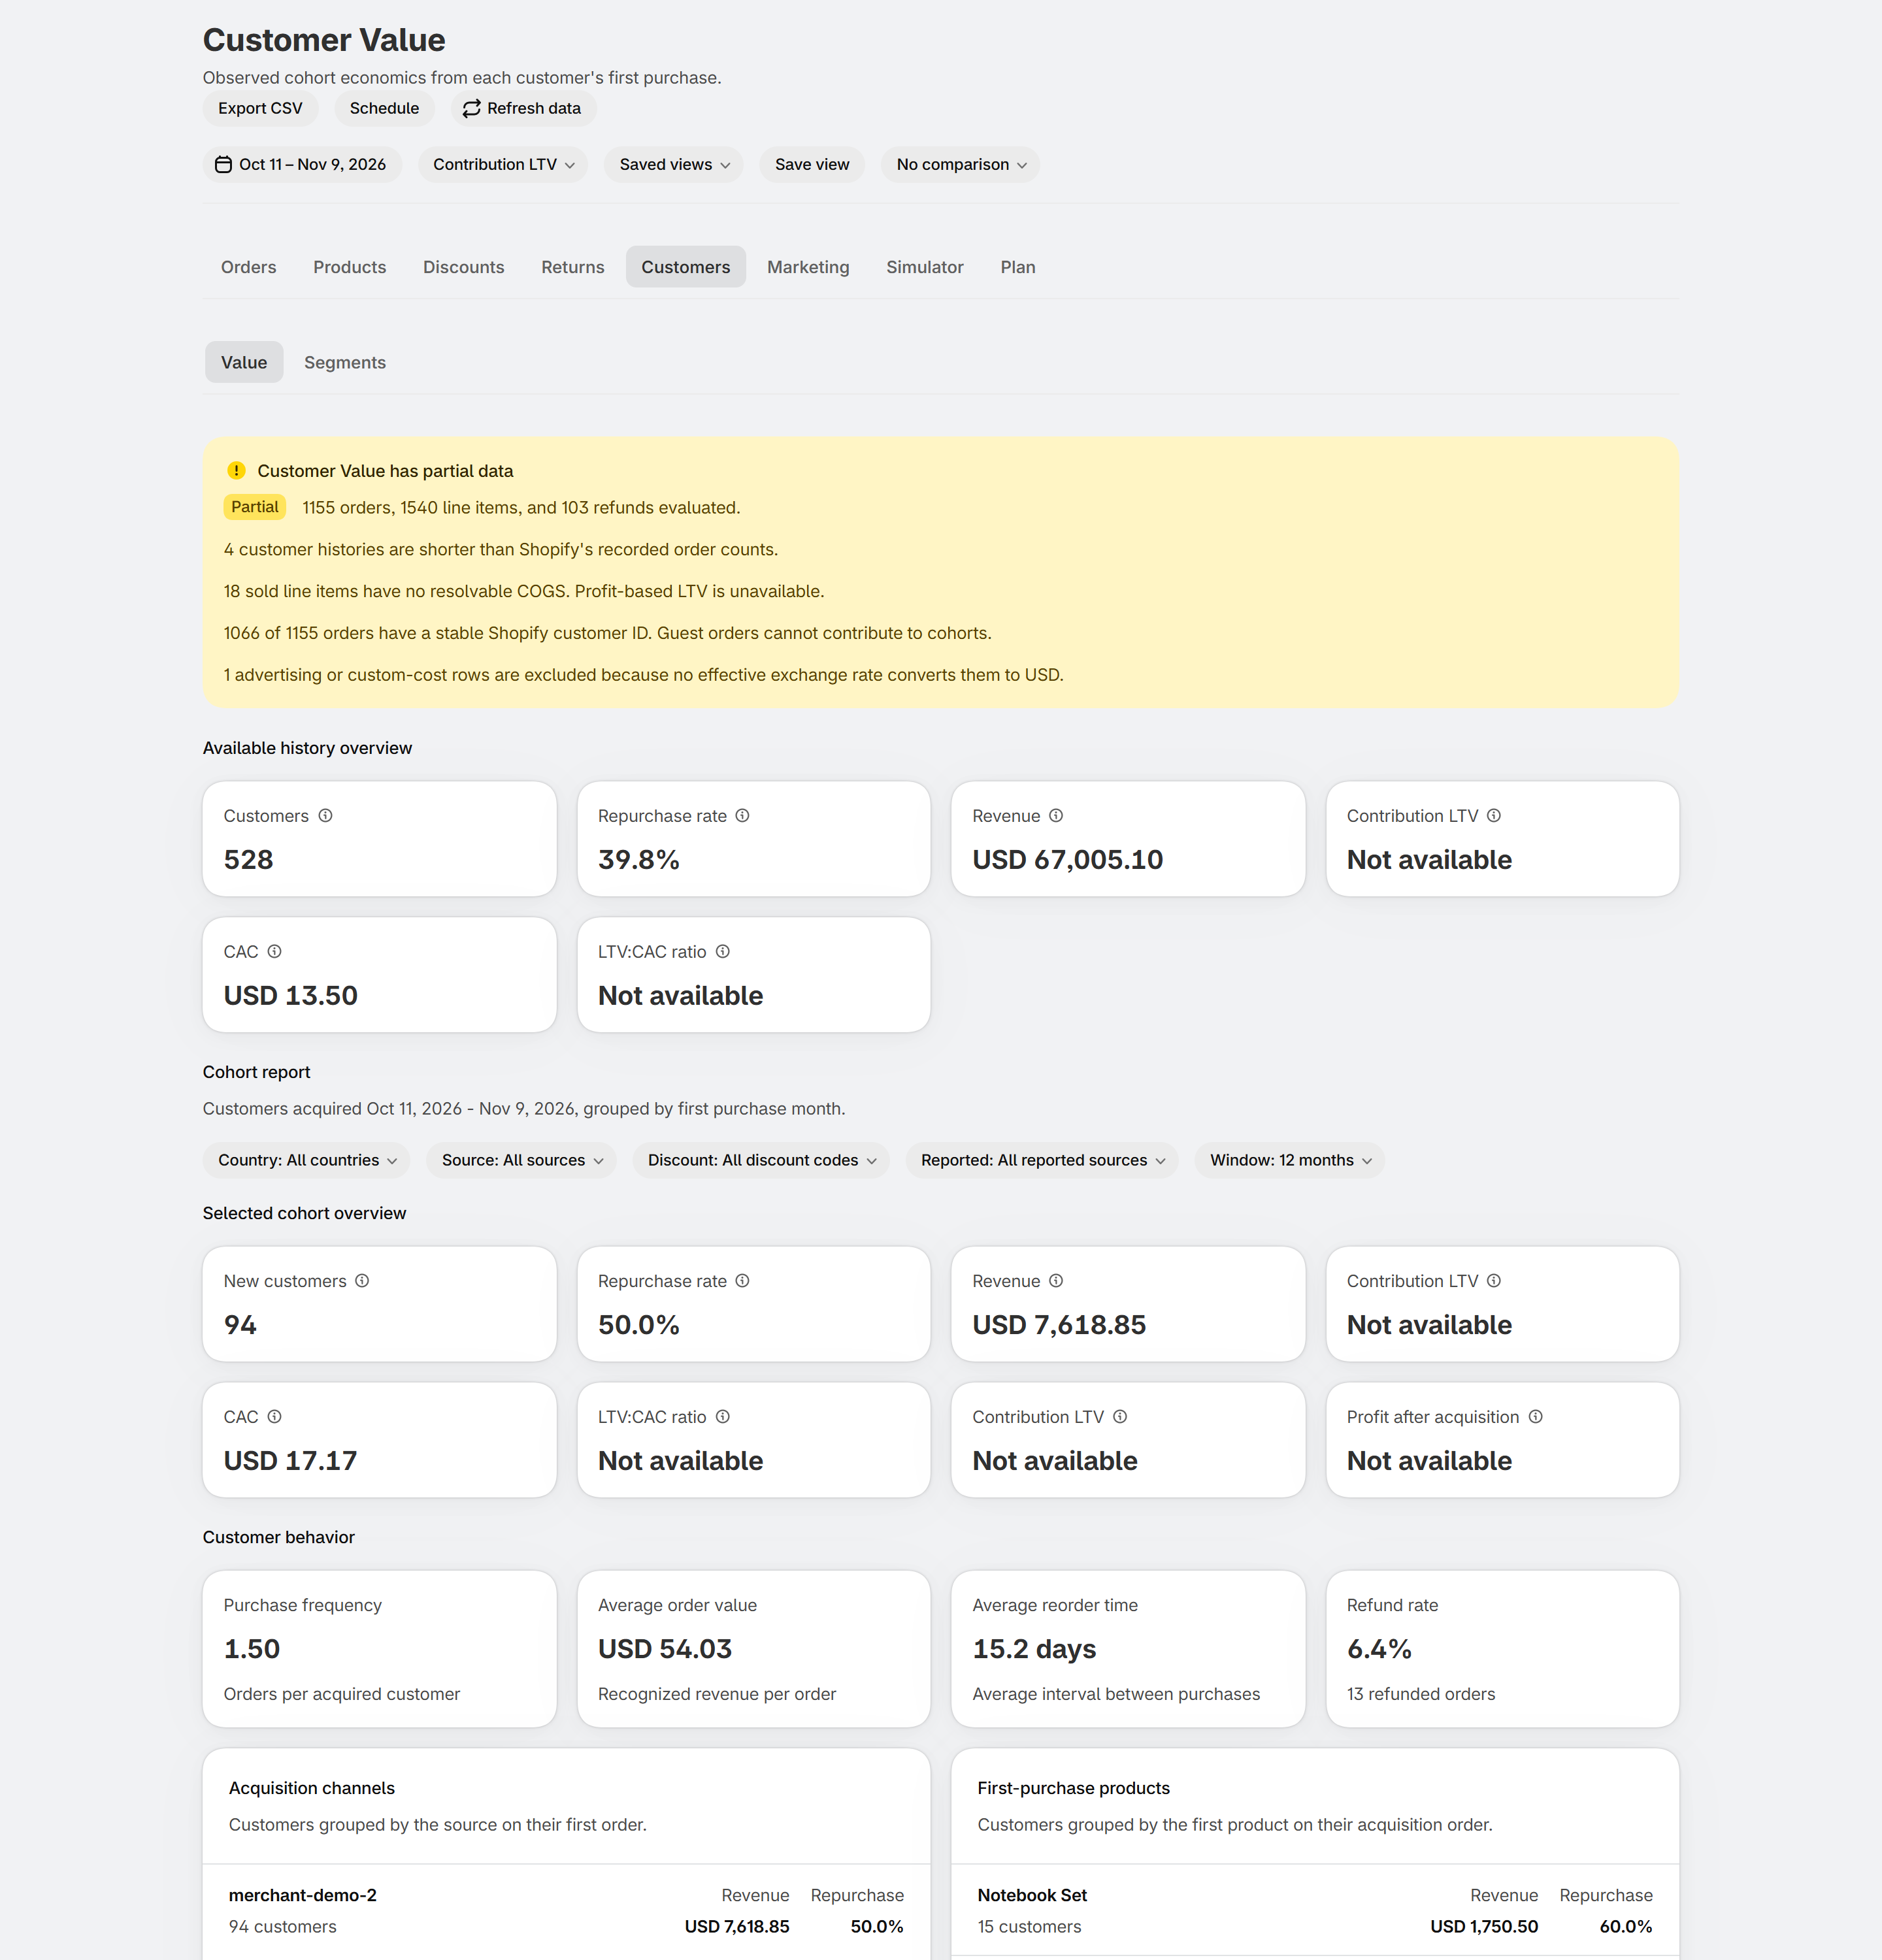 Customer Value
Observed cohort economics from each customer's first purchase.
Export CSV Schedule Refresh data
Oct 11 – Nov 9, 2026 Contribution LTV Saved views Save view No comparison
Orders Products Discounts Returns Customers Marketing Simulator Plan
Value Segments
Customer Value has partial data
Partial 1155 orders, 1540 line items, and 103 refunds evaluated.
4 customer histories are shorter than Shopify's recorded order counts.
18 sold line items have no resolvable COGS. Profit-based LTV is unavailable.
1066 of 1155 orders have a stable Shopify customer ID. Guest orders cannot contribute to cohorts.
1 advertising or custom-cost rows are excluded because no effective exchange rate converts them to USD.
Available history overview
Customers Repurchase rate Revenue Contribution LTV
528 39.8% USD 67,005.10 Not available
CAC LTV:CAC ratio
USD 13.50 Not available
Cohort report
Customers acquired Oct 11, 2026 - Nov 9, 2026, grouped by first purchase month.
Country: All countries Source: All sources Discount: All discount codes Reported: All reported sources Window: 12 months
Selected cohort overview
New customers Repurchase rate Revenue Contribution LTV
94 50.0% USD 7,618.85 Not available
CAC LTV:CAC ratio Contribution LTV Profit after acquisition
USD 17.17 Not available Not available Not available
Customer behavior
Purchase frequency Average order value Average reorder time Refund rate
1.50 USD 54.03 15.2 days 6.4%
Orders per acquired customer Recognized revenue per order Average interval between purchases 13 refunded orders
Acquisition channels
Customers grouped by the source on their first order.
merchant-demo-2 Revenue Repurchase
94 customers USD 7,618.85 50.0%
First-purchase products
Customers grouped by the first product on their acquisition order.
Notebook Set Revenue Repurchase
15 customers USD 1,750.50 60.0%